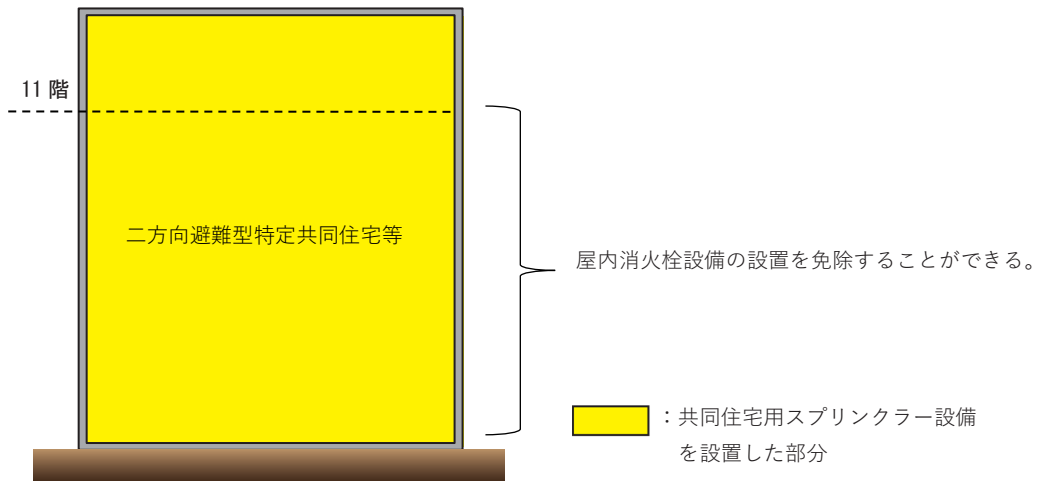 11 階
二方向避難型特定共同住宅等
屋内消火栓設備の設置を免除することができる。
：共同住宅用スプリンクラー設備
を設置した部分